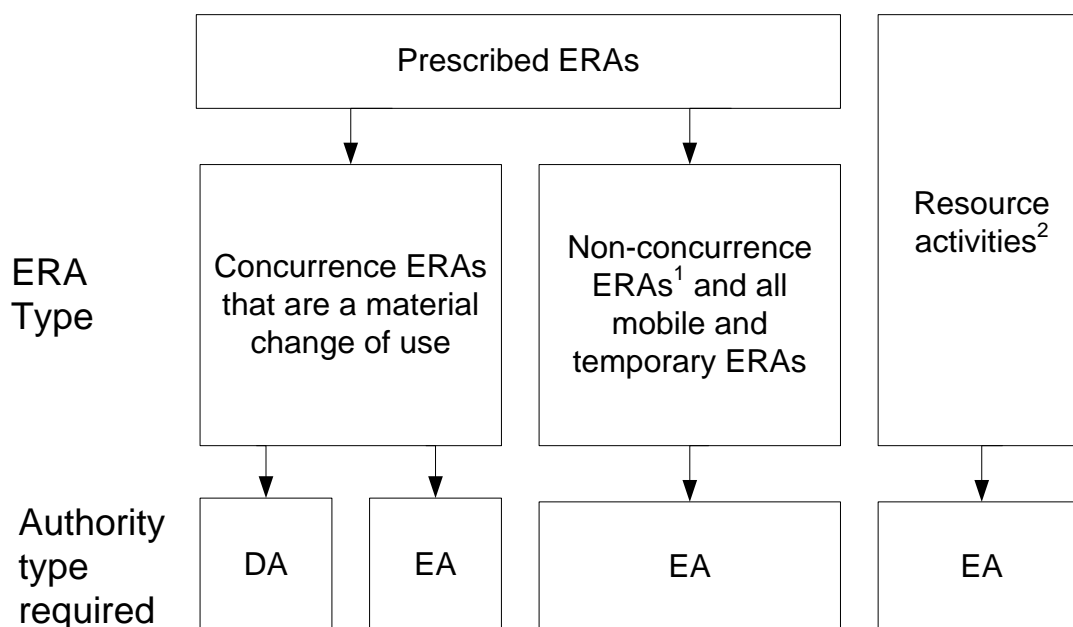 Prescribed ERAs
ERA
Type
Concurrence ERAs
that are a material
change of use
Non-concurrence
ERAs¹ and all
mobile and
temporary ERAs
Resource
activities²
Authority
type
required
DA
EA
EA
EA